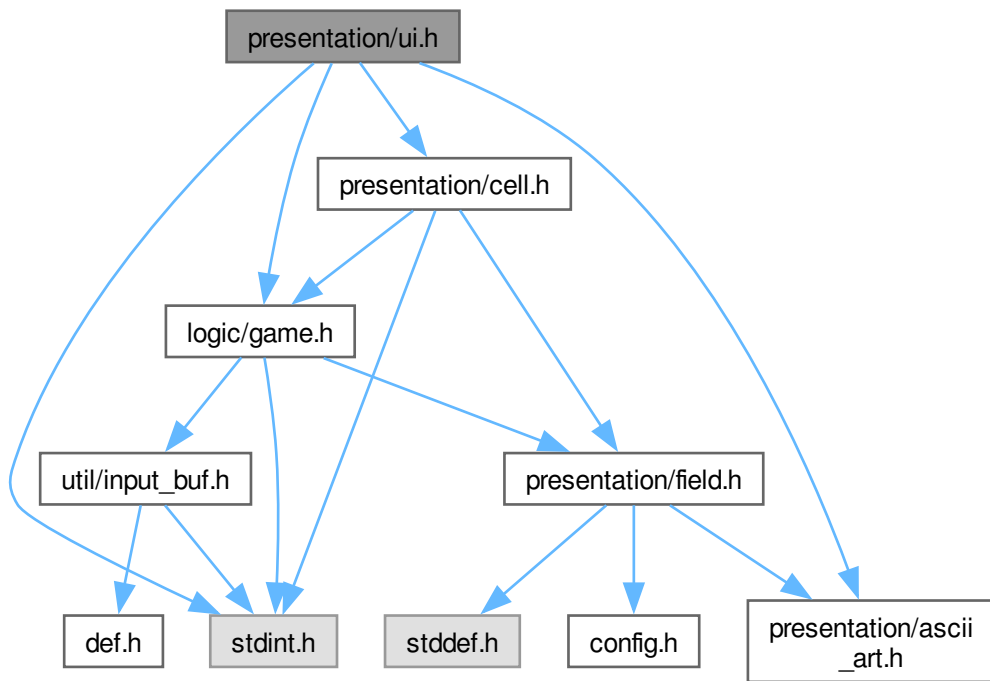 presentation/ui.h
presentation/cell.h
logic/game.h
util/input_buf.h
presentation/field.h
def.h
stdint.h
stddef.h
config.h
presentation/ascii
_art.h